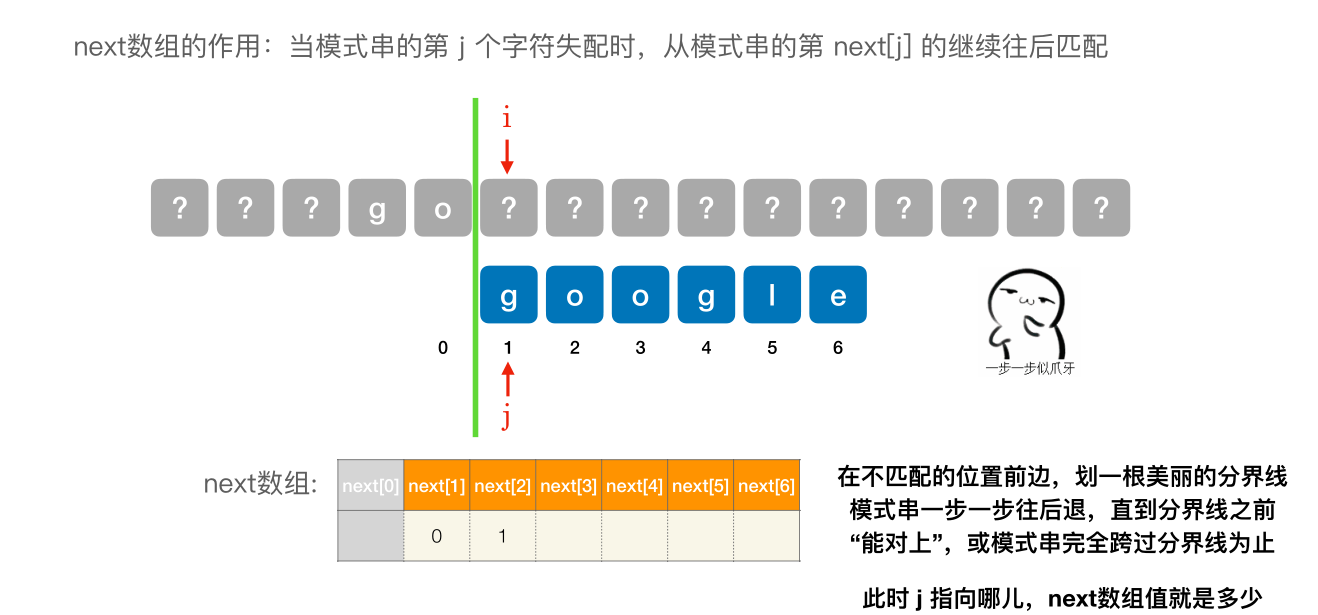 next数组的作用：当模式串的第 j 个字符失配时，从模式串的第 next[j] 的继续往后匹配
i
? ? ? g o ? ? ? ? ? ? ? ? ? ?
g o o g l e
0 1 2 3 4 5 6
j
一步一步似爪牙
next数组:
next[0] next[1] next[2] next[3] next[4] next[5] next[6]
0 1
在不匹配的位置前边，划一根美丽的分界线
模式串一步一步往后退，直到分界线之前
“能对上”，或模式串完全跨过分界线为止
此时 j 指向哪儿，next数组值就是多少